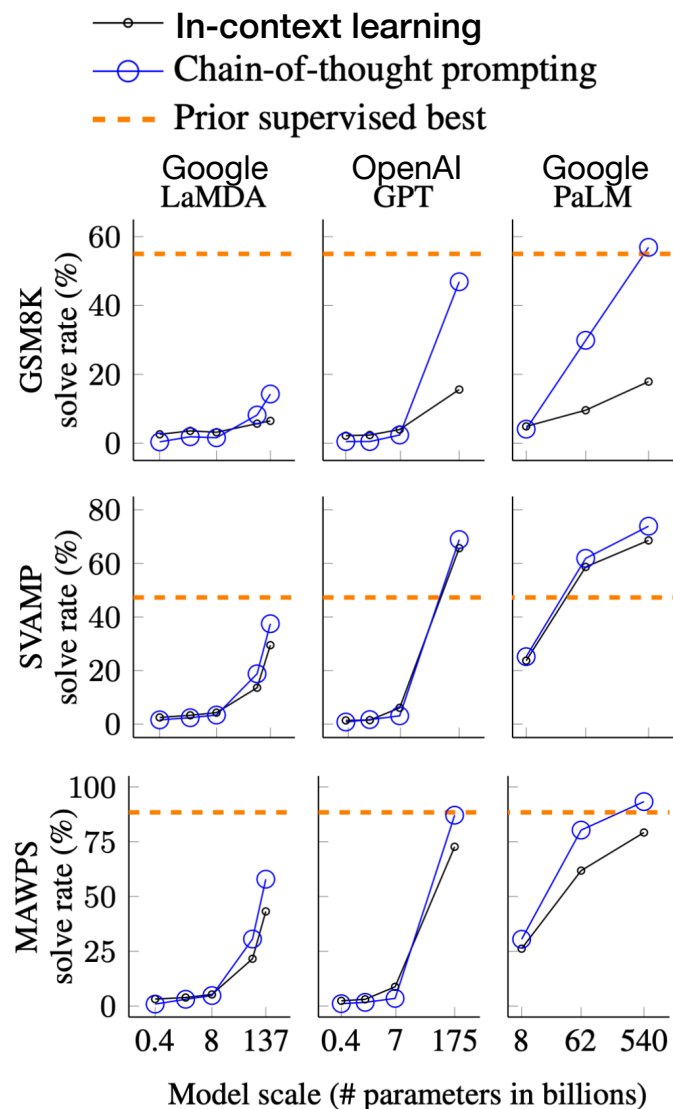 In-context learning
Chain-of-thought prompting
Prior supervised best
Google OpenAI Google
LaMDA GPT PaLM
GSM8K
solve rate (%)
60
40
20
0
SVAMP
solve rate (%)
80
60
40
20
0
MAWPS
solve rate (%)
100
75
50
25
0
0.4 8 137 0.4 7 175 8 62 540
Model scale (# parameters in billions)